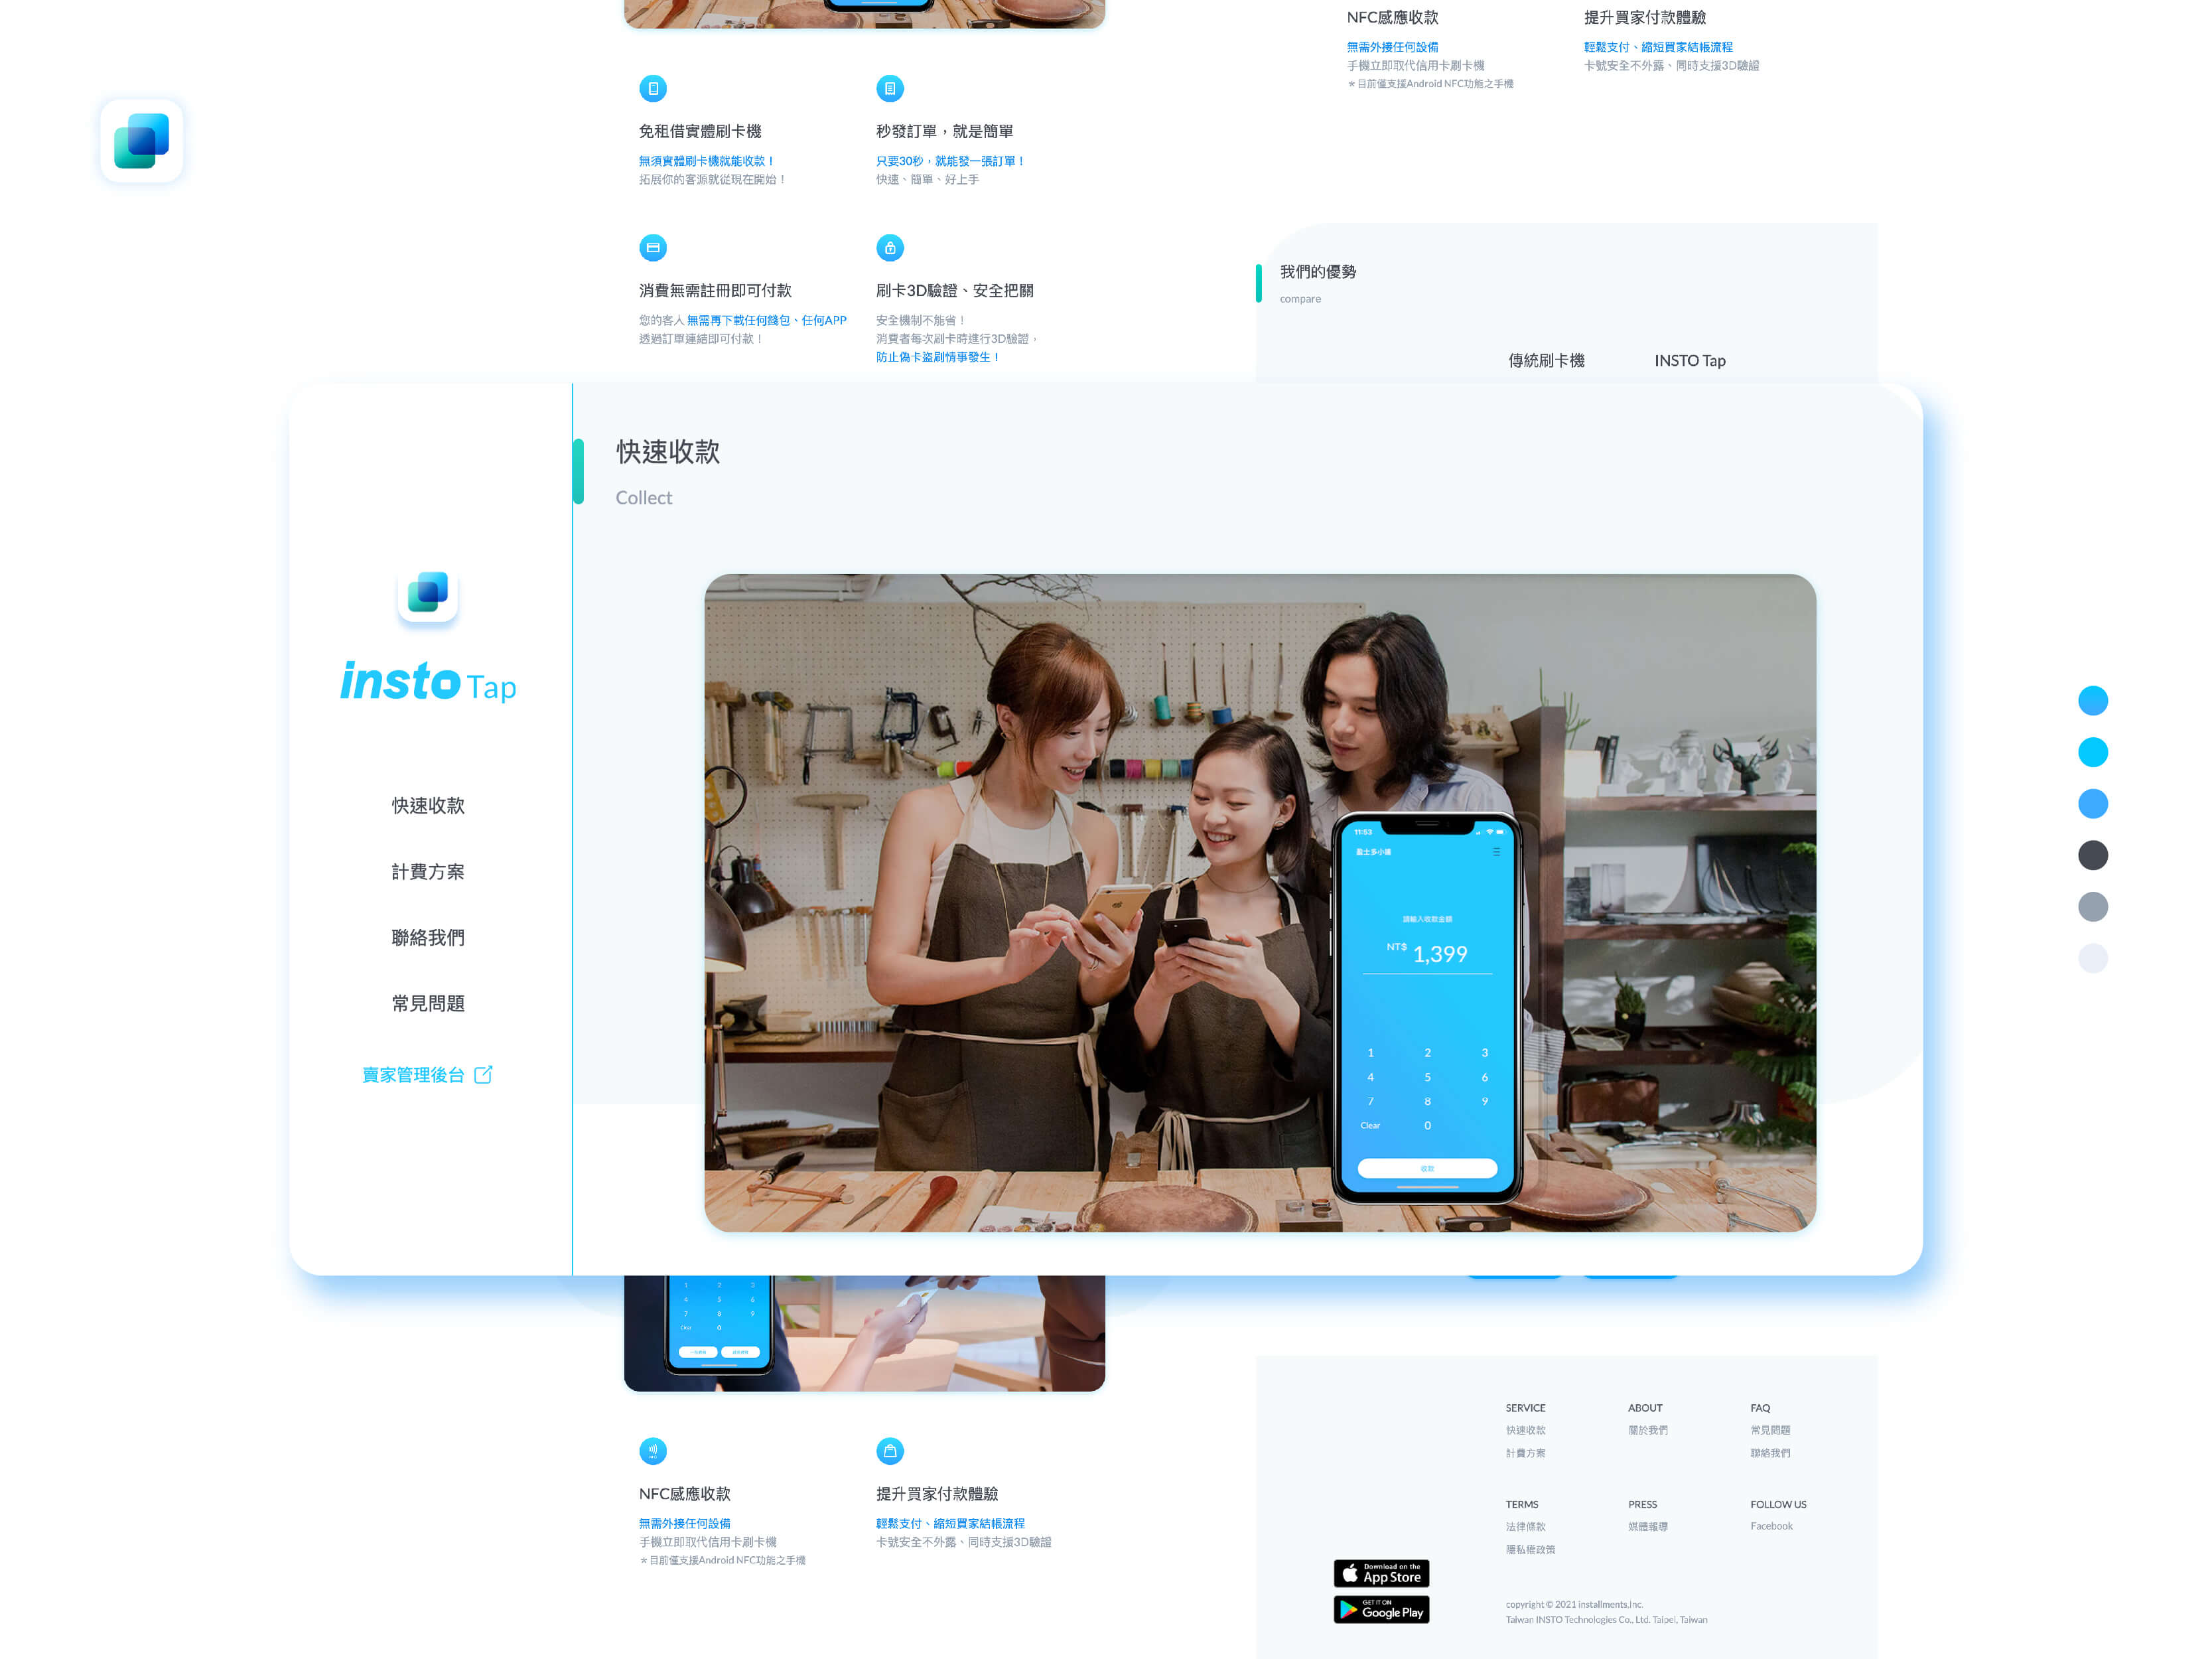 免租借實體刷卡機
無須實體刷卡機就能收款！
拓展你的客源就從現在開始！
秒發訂單，就是簡單
只要30秒，就能發一張訂單！
快速、簡單、好上手
消費無需註冊即可付款
您的客人 無需再下載任何錢包、任何APP
透過訂單連結即可付款！
刷卡3D驗證、安全把關
安全機制不能省！
消費者每次刷卡時進行3D驗證，
防止偽卡盜刷情事發生！
NFC感應收款
無需外接任何設備
手機立即取代信用卡刷卡機
＊目前僅支援Android NFC功能之手機
提升買家付款體驗
輕鬆支付、縮短買家結帳流程
卡號安全不外露、同時支援3D驗證
我們的優勢
compare
傳統刷卡機
INSTO Tap
insto Tap
快速收款
計費方案
聯絡我們
常見問題
賣家管理後台
快速收款
Collect
11:53
盈士多小舖
請輸入收款金額
NT$ 1,399
1 2 3
4 5 6
7 8 9
Clear 0
收款
1 2 3
4 5 6
7 8 9
Clear 0
NFC感應收款
無需外接任何設備
手機立即取代信用卡刷卡機
＊目前僅支援Android NFC功能之手機
提升買家付款體驗
輕鬆支付、縮短買家結帳流程
卡號安全不外露、同時支援3D驗證
SERVICE
快速收款
計費方案
ABOUT
關於我們
FAQ
常見問題
聯絡我們
TERMS
法律條款
隱私權政策
PRESS
媒體報導
FOLLOW US
Facebook
Download on the
App Store
GET IT ON
Google Play
copyright © 2021 installments,Inc.
Taiwan INSTO Technologies Co., Ltd. Taipei, Taiwan